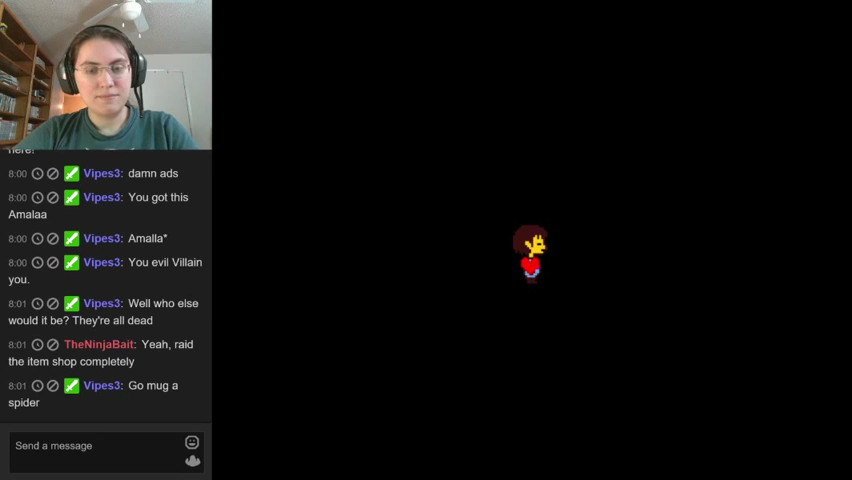 here!
8:00 Vipes3: damn ads
8:00 Vipes3: You got this
Amalaa
8:00 Vipes3: Amalla*
8:00 Vipes3: You evil Villain
you.
8:01 Vipes3: Well who else
would it be? They're all dead
8:01 TheNinjaBait: Yeah, raid
the item shop completely
8:01 Vipes3: Go mug a
spider
Send a message